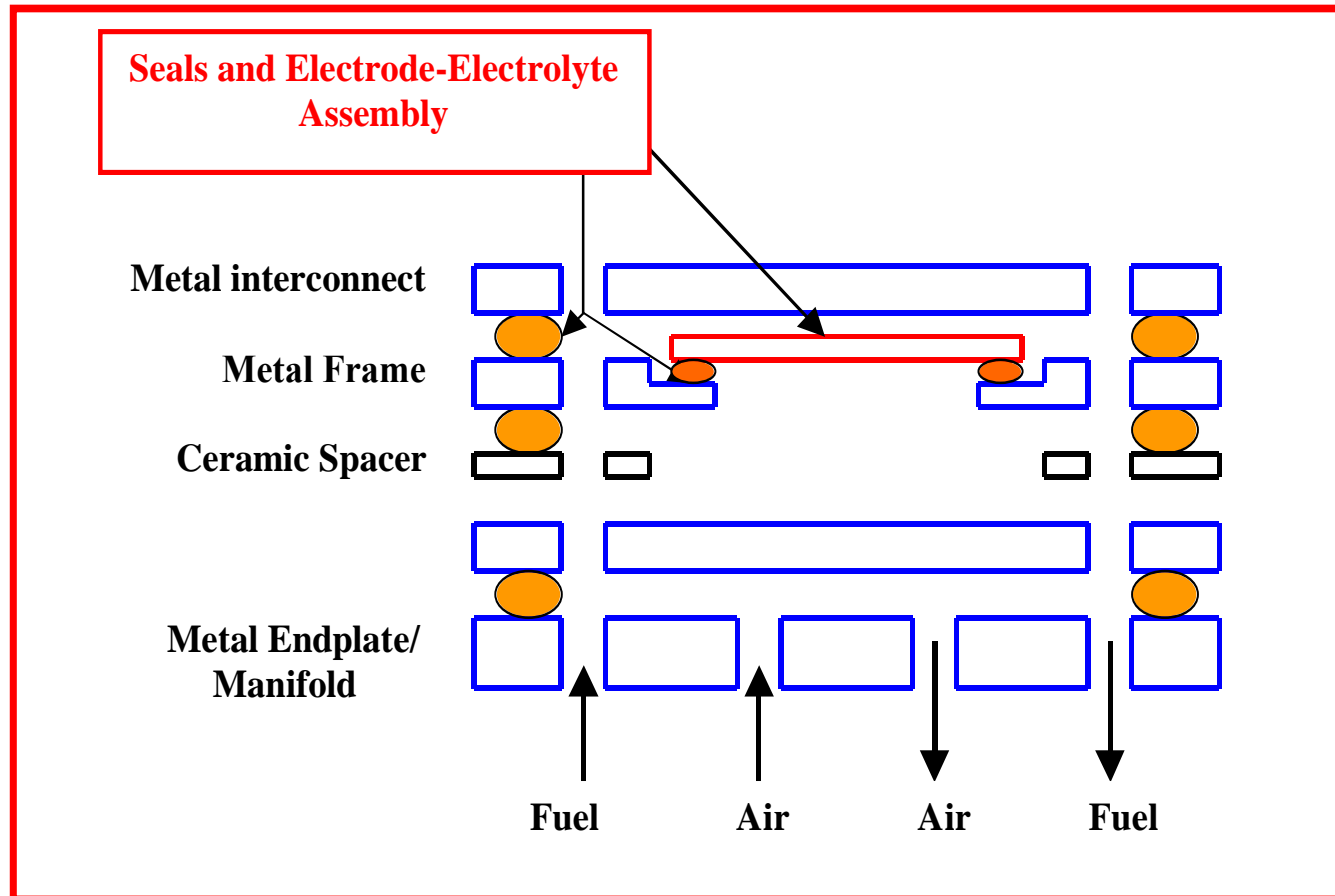 Seals and Electrode-Electrolyte
Assembly
Metal interconnect
Metal Frame
Ceramic Spacer
Metal Endplate/
Manifold
Fuel
Air
Air
Fuel